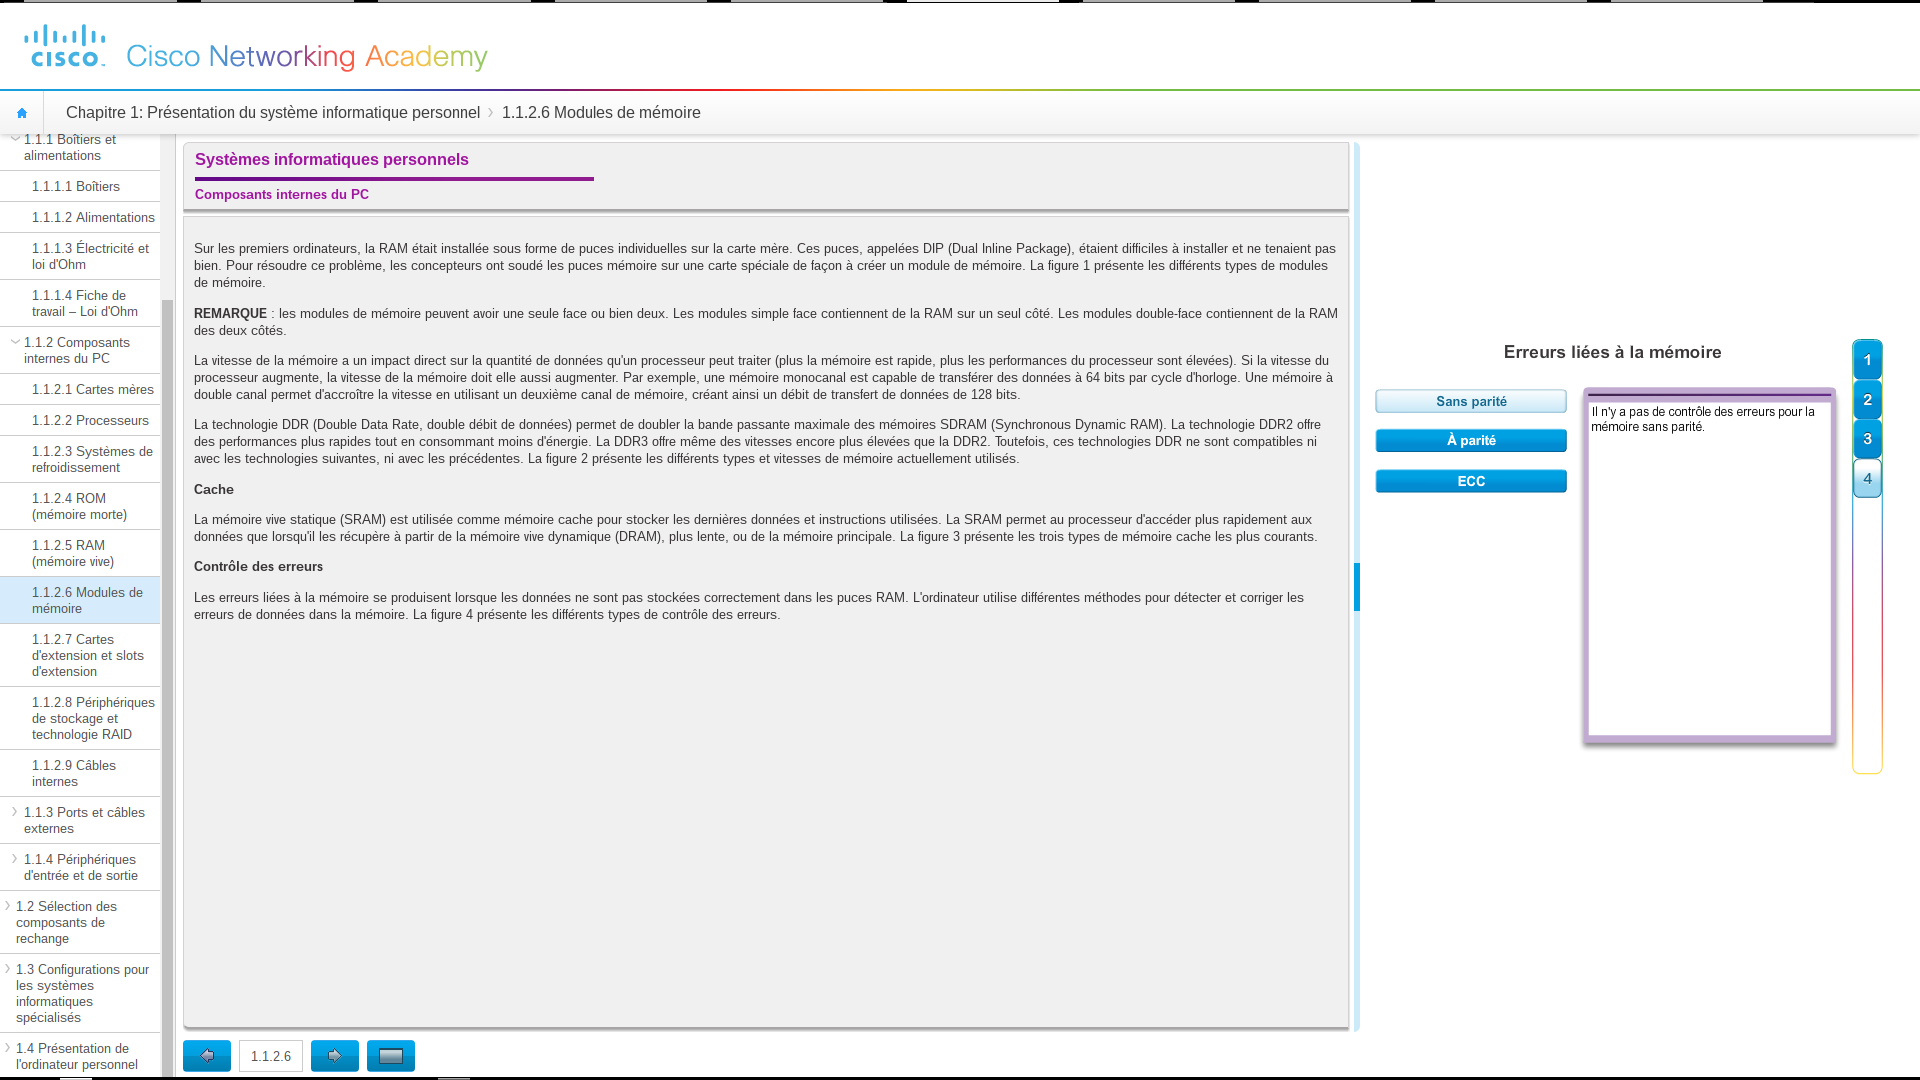 cisco
Cisco Networking Academy
Chapitre 1: Présentation du système informatique personnel
1.1.2.6 Modules de mémoire
1.1.1 Boîtiers et
alimentations
1.1.1.1 Boîtiers
1.1.1.2 Alimentations
1.1.1.3 Électricité et
loi d'Ohm
1.1.1.4 Fiche de
travail – Loi d'Ohm
1.1.2 Composants
internes du PC
1.1.2.1 Cartes mères
1.1.2.2 Processeurs
1.1.2.3 Systèmes de
refroidissement
1.1.2.4 ROM
(mémoire morte)
1.1.2.5 RAM
(mémoire vive)
1.1.2.6 Modules de
mémoire
1.1.2.7 Cartes
d'extension et slots
d'extension
1.1.2.8 Périphériques
de stockage et
technologie RAID
1.1.2.9 Câbles
internes
1.1.3 Ports et câbles
externes
1.1.4 Périphériques
d'entrée et de sortie
1.2 Sélection des
composants de
rechange
1.3 Configurations pour
les systèmes
informatiques
spécialisés
1.4 Présentation de
l'ordinateur personnel
Systèmes informatiques personnels
Composants internes du PC
Sur les premiers ordinateurs, la RAM était installée sous forme de puces individuelles sur la carte mère. Ces puces, appelées DIP (Dual Inline Package), étaient difficiles à installer et ne tenaient pas
bien. Pour résoudre ce problème, les concepteurs ont soudé les puces mémoire sur une carte spéciale de façon à créer un module de mémoire. La figure 1 présente les différents types de modules
de mémoire.
REMARQUE : les modules de mémoire peuvent avoir une seule face ou bien deux. Les modules simple face contiennent de la RAM sur un seul côté. Les modules double-face contiennent de la RAM
des deux côtés.
La vitesse de la mémoire a un impact direct sur la quantité de données qu'un processeur peut traiter (plus la mémoire est rapide, plus les performances du processeur sont élevées). Si la vitesse du
processeur augmente, la vitesse de la mémoire doit elle aussi augmenter. Par exemple, une mémoire monocanal est capable de transférer des données à 64 bits par cycle d'horloge. Une mémoire à
double canal permet d'accroître la vitesse en utilisant un deuxième canal de mémoire, créant ainsi un débit de transfert de données de 128 bits.
La technologie DDR (Double Data Rate, double débit de données) permet de doubler la bande passante maximale des mémoires SDRAM (Synchronous Dynamic RAM). La technologie DDR2 offre
des performances plus rapides tout en consommant moins d'énergie. La DDR3 offre même des vitesses encore plus élevées que la DDR2. Toutefois, ces technologies DDR ne sont compatibles ni
avec les technologies suivantes, ni avec les précédentes. La figure 2 présente les différents types et vitesses de mémoire actuellement utilisés.
Cache
La mémoire vive statique (SRAM) est utilisée comme mémoire cache pour stocker les dernières données et instructions utilisées. La SRAM permet au processeur d'accéder plus rapidement aux
données que lorsqu'il les récupère à partir de la mémoire vive dynamique (DRAM), plus lente, ou de la mémoire principale. La figure 3 présente les trois types de mémoire cache les plus courants.
Contrôle des erreurs
Les erreurs liées à la mémoire se produisent lorsque les données ne sont pas stockées correctement dans les puces RAM. L'ordinateur utilise différentes méthodes pour détecter et corriger les
erreurs de données dans la mémoire. La figure 4 présente les différents types de contrôle des erreurs.
1.1.2.6
Erreurs liées à la mémoire
Sans parité
À parité
ECC
Il n'y a pas de contrôle des erreurs pour la
mémoire sans parité.
1
2
3
4